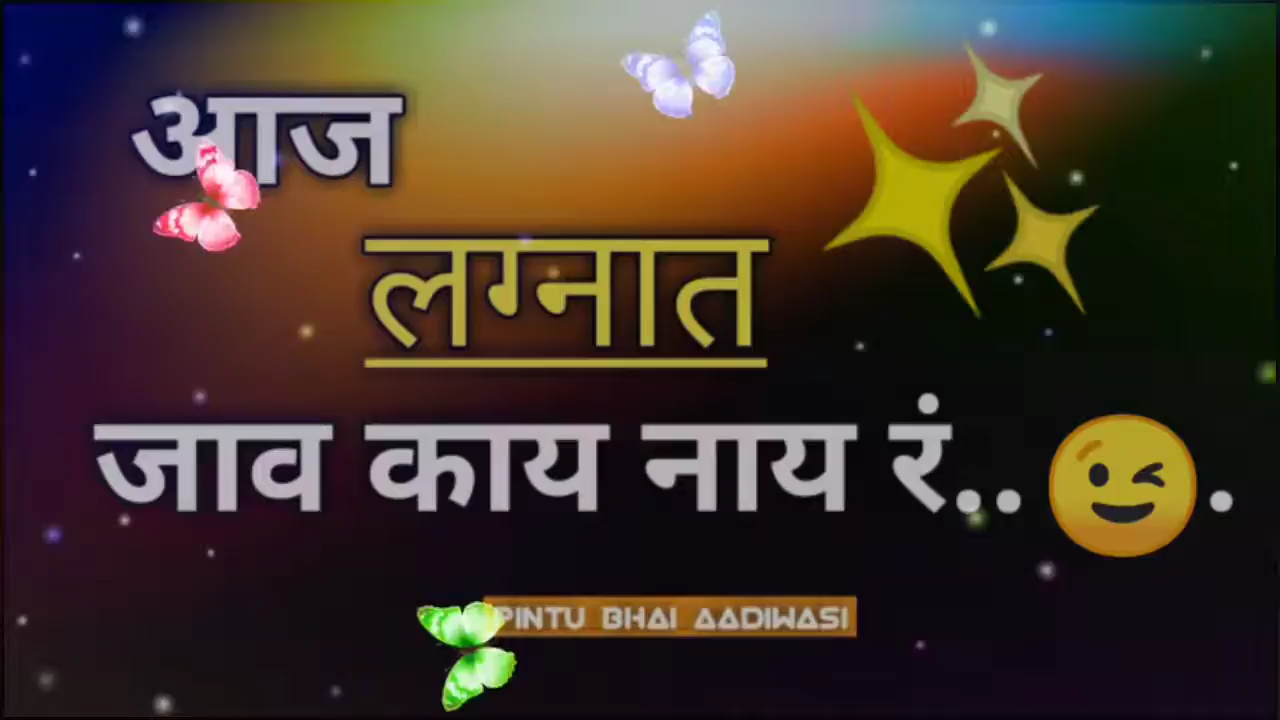 आज
लग्नात
जाव काय नाय रं..😉.
PINTU BHAI AADIWASI